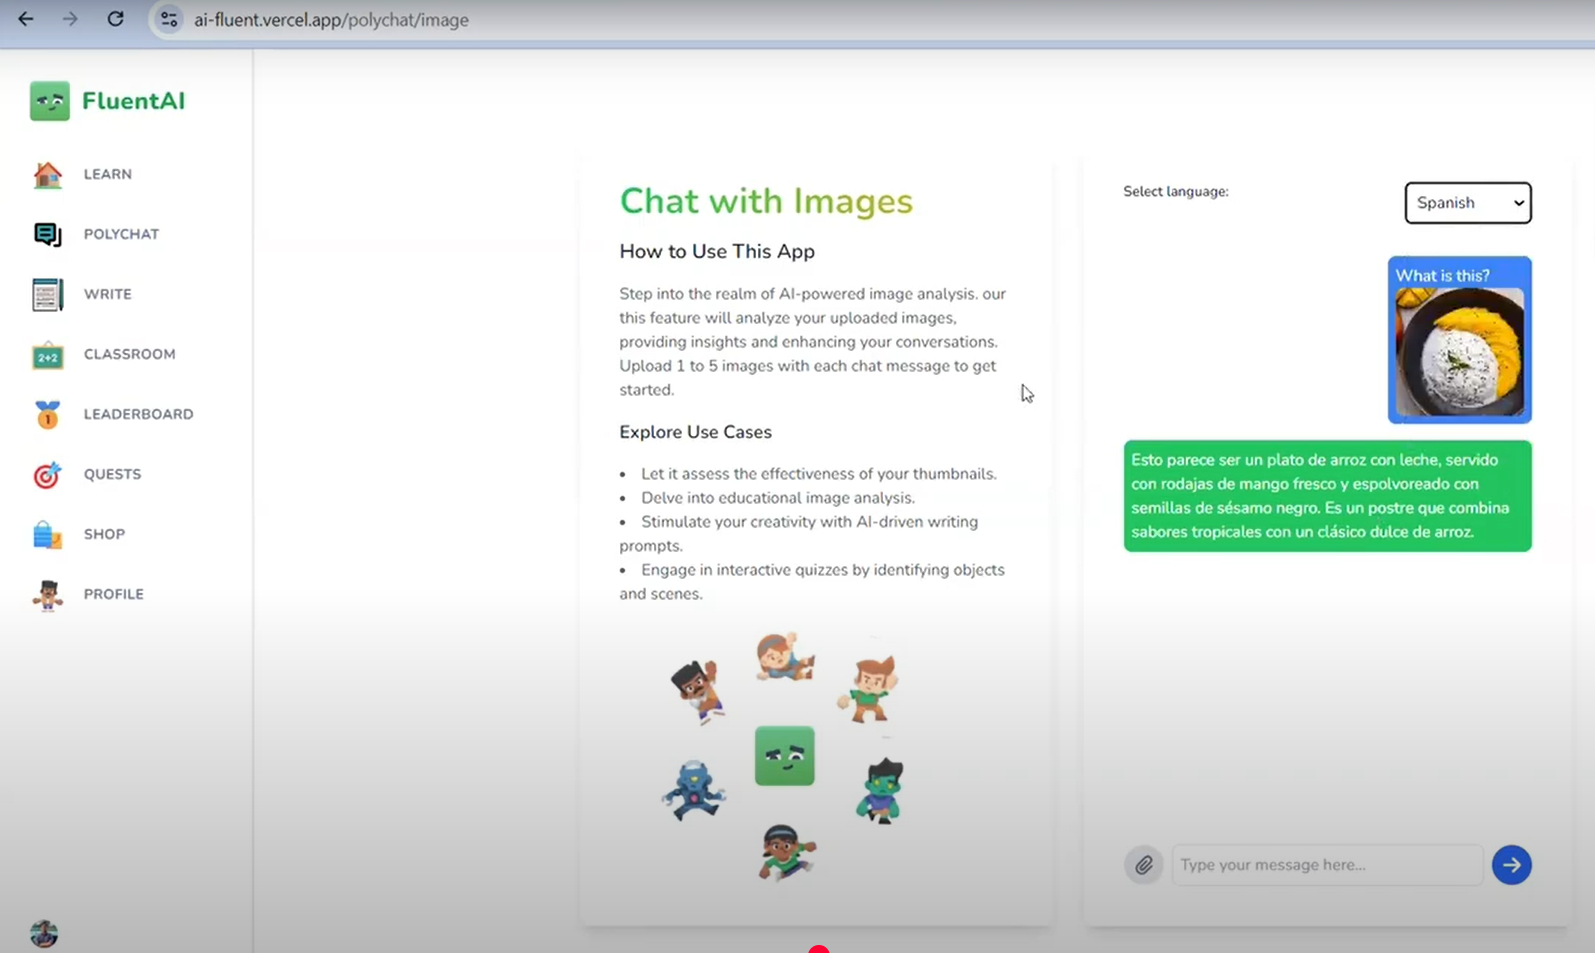 ai-fluent.vercel.app/polychat/image
FluentAI
LEARN
POLYCHAT
WRITE
2+2
CLASSROOM
1
LEADERBOARD
QUESTS
SHOP
PROFILE
Chat with Images
How to Use This App
Step into the realm of AI-powered image analysis. our
this feature will analyze your uploaded images,
providing insights and enhancing your conversations.
Upload 1 to 5 images with each chat message to get
started.
Explore Use Cases
• Let it assess the effectiveness of your thumbnails.
• Delve into educational image analysis.
• Stimulate your creativity with AI-driven writing
prompts.
• Engage in interactive quizzes by identifying objects
and scenes.
Select language:
Spanish
What is this?
Esto parece ser un plato de arroz con leche, servido
con rodajas de mango fresco y espolvoreado con
semillas de sésamo negro. Es un postre que combina
sabores tropicales con un clásico dulce de arroz.
Type your message here...